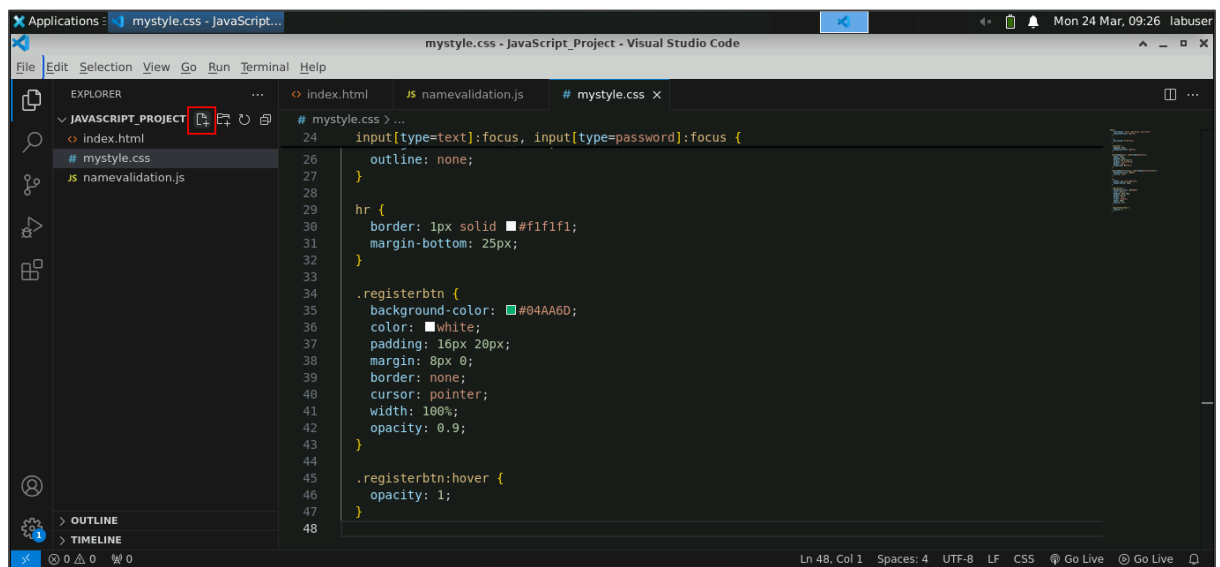 Applications mystyle.css - JavaScript... Mon 24 Mar, 09:26 labuser
mystyle.css - JavaScript_Project - Visual Studio Code
File Edit Selection View Go Run Terminal Help
EXPLORER ... index.html JS namevalidation.js # mystyle.css ×
JAVASCRIPT_PROJECT
index.html
# mystyle.css
JS namevalidation.js
# mystyle.css > ...
24 input[type=text]:focus, input[type=password]:focus {
26 outline: none;
27 }
28
29 hr {
30 border: 1px solid #f1f1f1;
31 margin-bottom: 25px;
32 }
33
34 .registerbtn {
35 background-color: #04AA6D;
36 color: white;
37 padding: 16px 20px;
38 margin: 8px 0;
39 border: none;
40 cursor: pointer;
41 width: 100%;
42 opacity: 0.9;
43 }
44
45 .registerbtn:hover {
46 opacity: 1;
47 }
48
1
> OUTLINE
> TIMELINE
0 0 0 Ln 48, Col 1 Spaces: 4 UTF-8 LF CSS Go Live Go Live